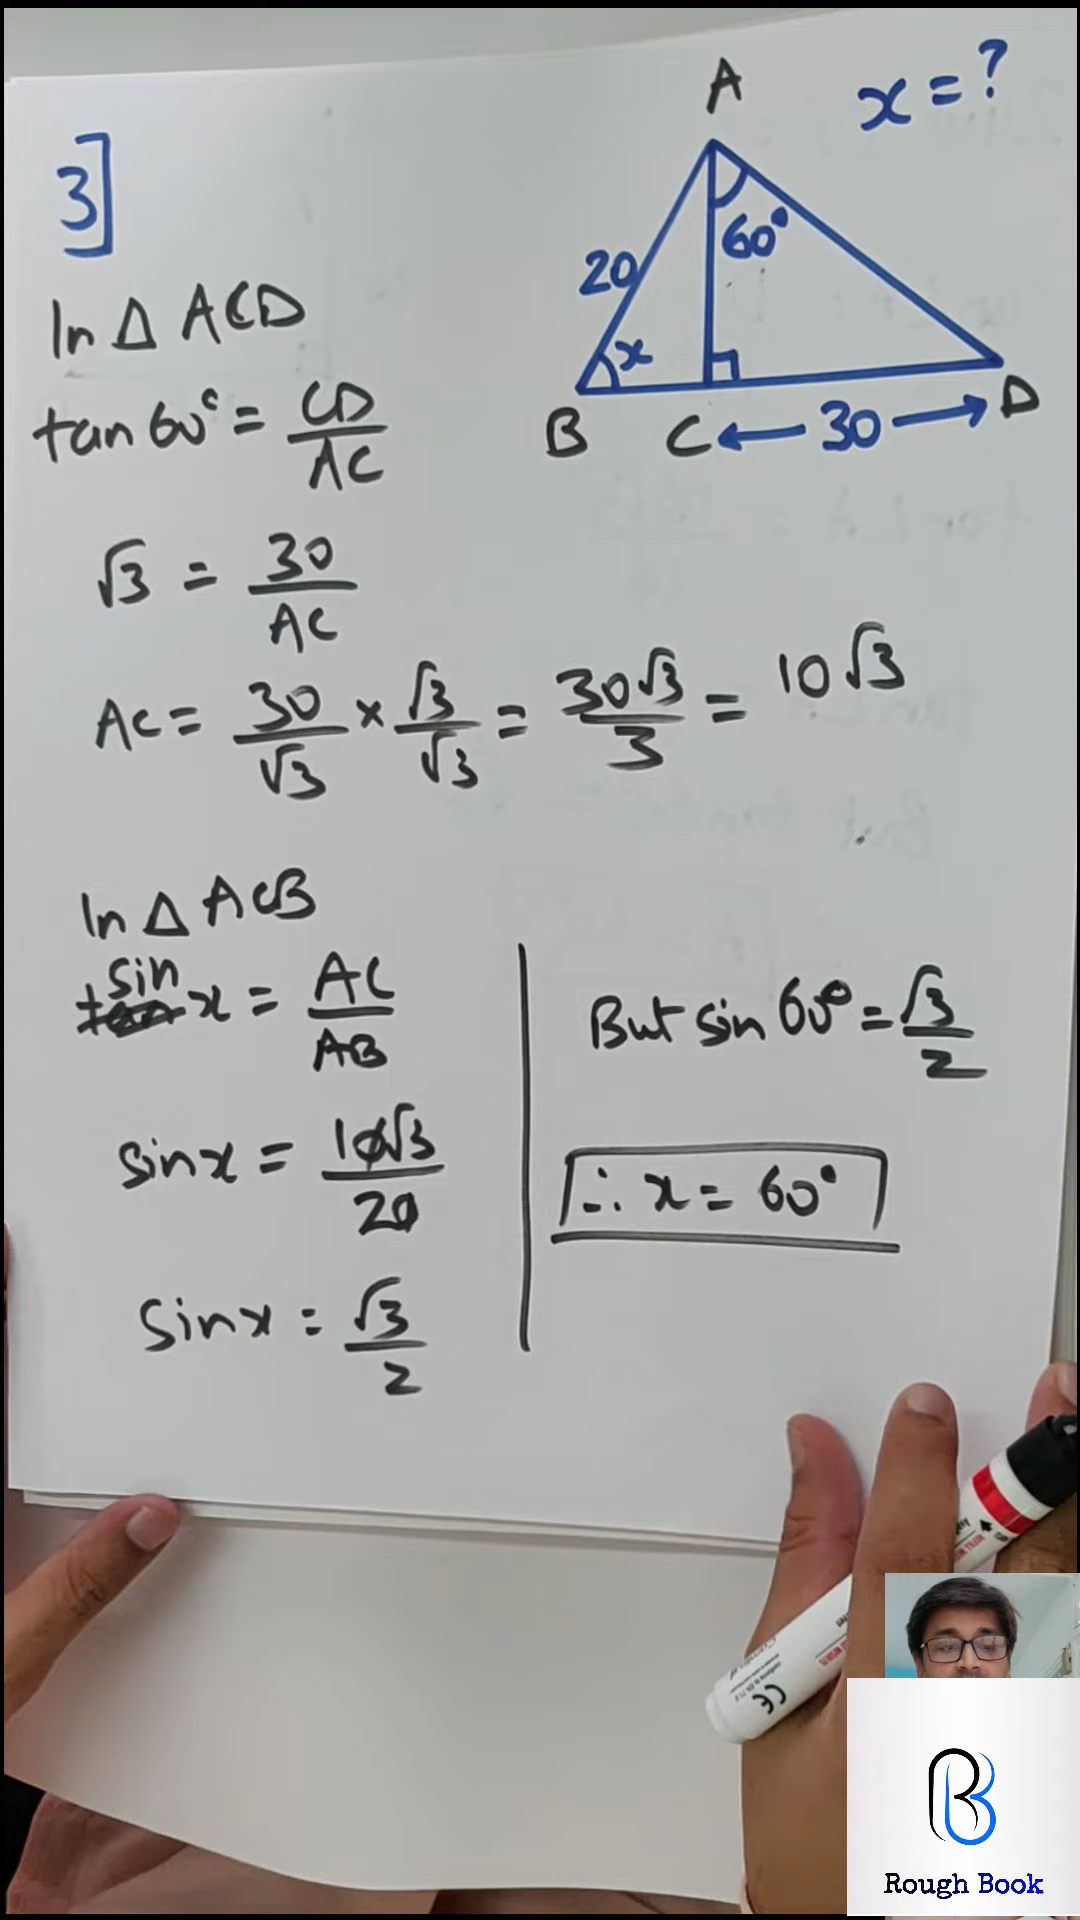 A
x = ?
3]
60°
20
x
B C ← 30 → D
In Δ ACD
tan 60° = CD/AC
√3 = 30/AC
AC = 30/√3 × √3/√3 = 30√3/3 = 10√3
In Δ ACB
sin x = AC/AB
sin x = 10√3/20
sin x = √3/2
But sin 60° = √3/2
∴ x = 60°
CE
B
Rough Book